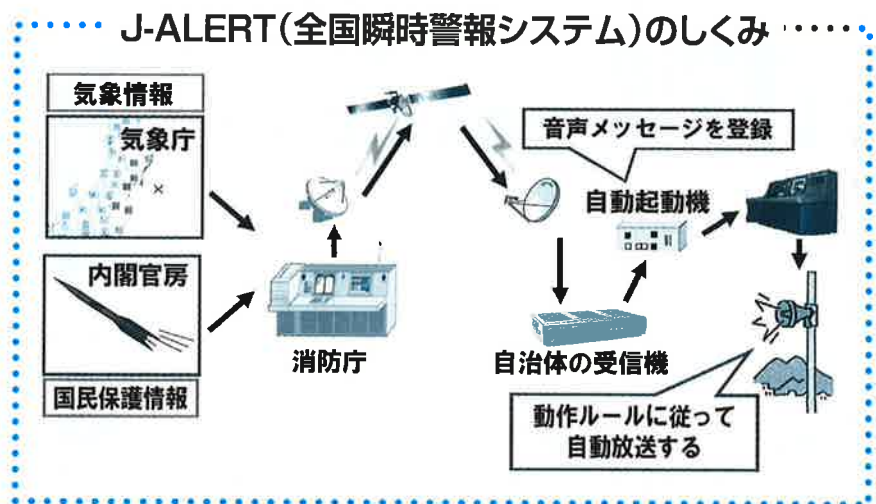 J-ALERT(全国瞬時警報システム)のしくみ
気象情報
気象庁
内閣官房
国民保護情報
消防庁
音声メッセージを登録
自動起動機
自治体の受信機
動作ルールに従って
自動放送する